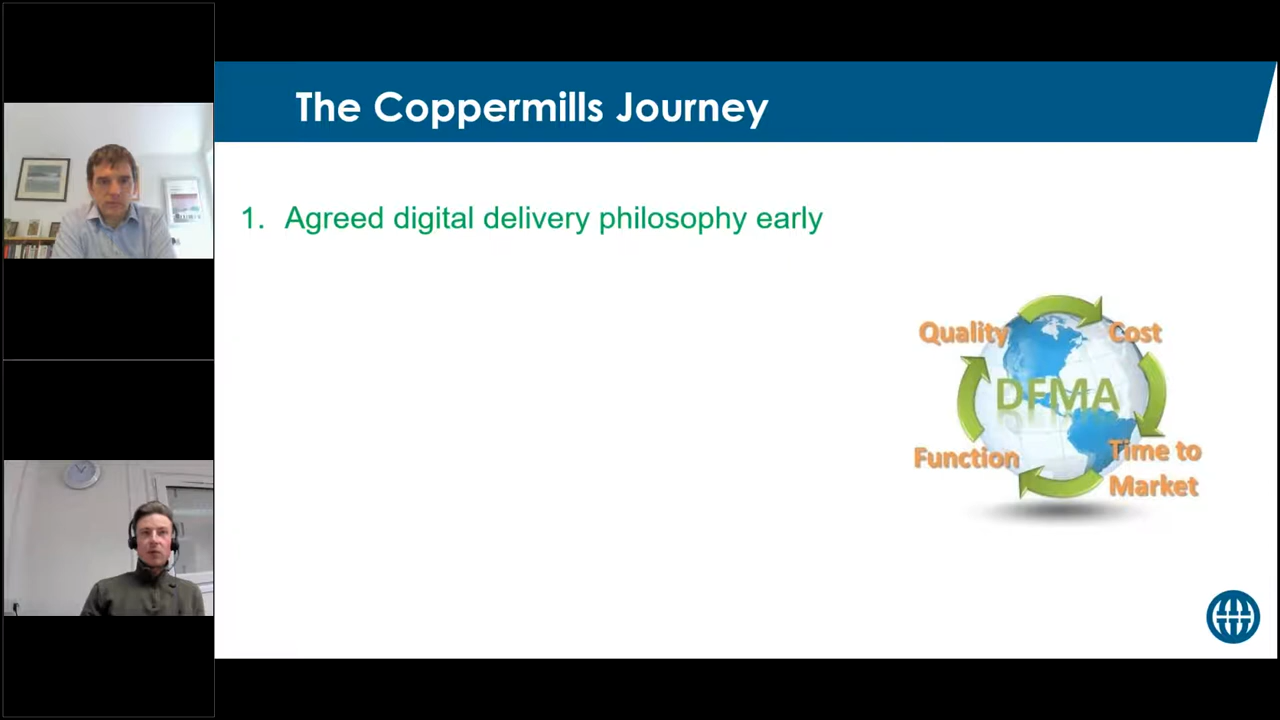 The Coppermills Journey
1. Agreed digital delivery philosophy early
Quality
Cost
DFMA
Function
Time to
Market